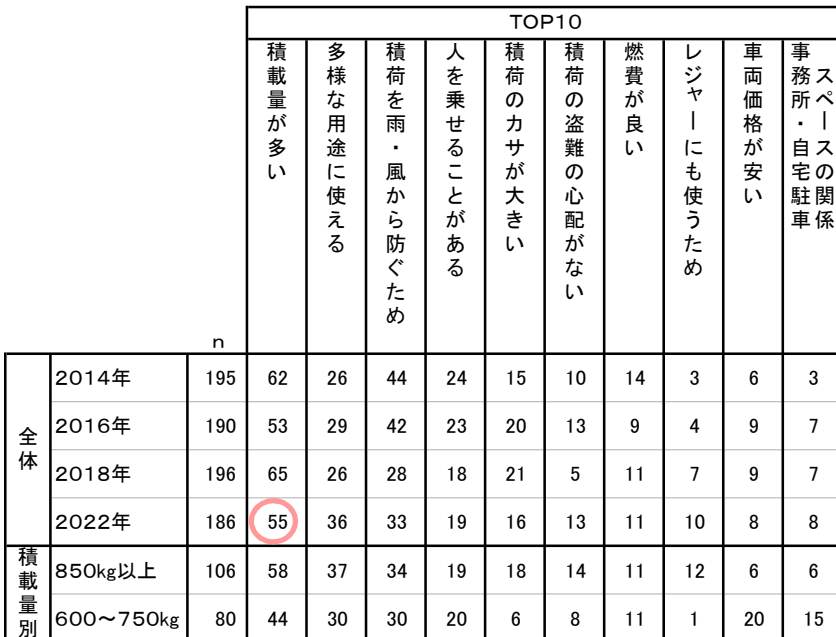 TOP10
積載量が多い
多様な用途に使える
積荷を雨・風から防ぐため
人を乗せることがある
積荷のカサが大きい
積荷の盗難の心配がない
燃費が良い
レジャーにも使うため
車両価格が安い
事務所・自宅駐車
スペースの関係
n
全体
2014年 195 62 26 44 24 15 10 14 3 6 3
2016年 190 53 29 42 23 20 13 9 4 9 7
2018年 196 65 26 28 18 21 5 11 7 9 7
2022年 186 55 36 33 19 16 13 11 10 8 8
積載量別
850kg以上 106 58 37 34 19 18 14 11 12 6 6
600～750kg 80 44 30 30 20 6 8 11 1 20 15